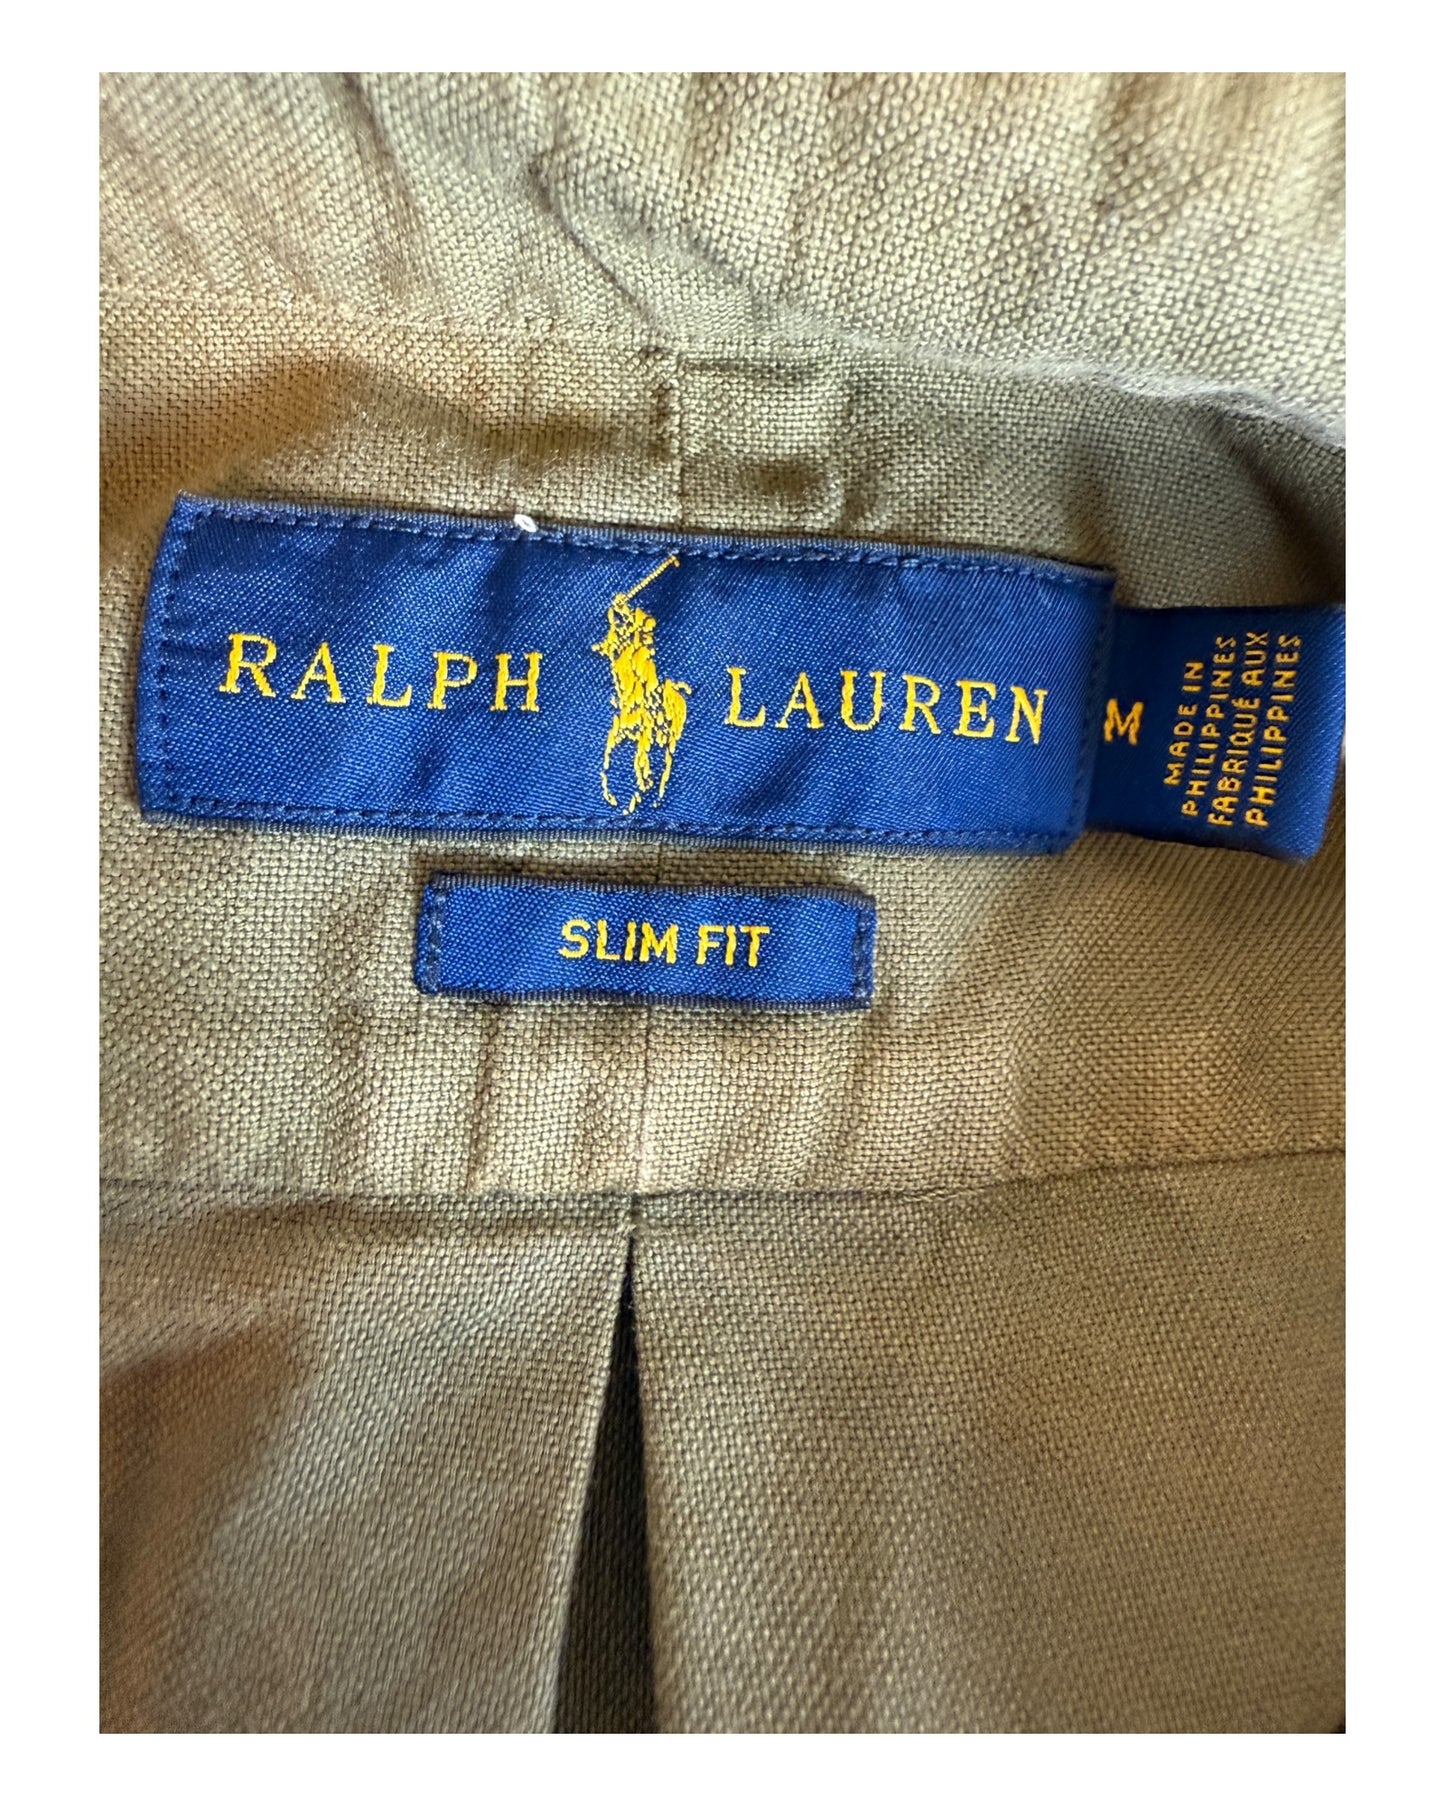 RALPH LAUREN
M
MADE IN
PHILIPPINES
FABRIQUÉ AUX
PHILIPPINES
SLIM FIT